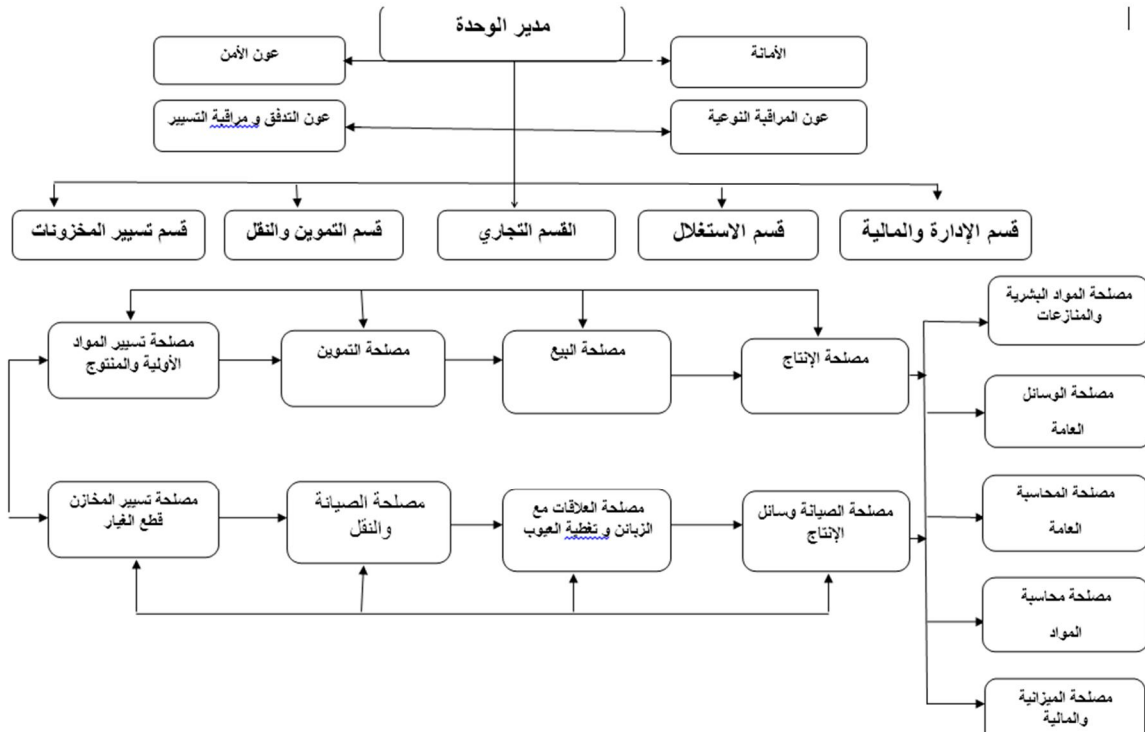 مدير الوحدة
الأمانة
عون الأمن
عون المراقبة النوعية
عون التدفق و مراقبة التسيير
قسم الإدارة والمالية
قسم الاستغلال
القسم التجاري
قسم التموين والنقل
قسم تسيير المخزونات
مصلحة المواد البشرية
والمنازعات
مصلحة الإنتاج
مصلحة البيع
مصلحة التموين
مصلحة تسيير المواد
الأولية والمنتوج
مصلحة الوسائل
العامة
مصلحة المحاسبة
العامة
مصلحة الصيانة وسائل
الإنتاج
مصلحة العلاقات مع
الزبائن و تغطية العيوب
مصلحة الصيانة
والنقل
مصلحة تسيير المخازن
قطع الغيار
مصلحة محاسبة
المواد
مصلحة الميزانية
والمالية